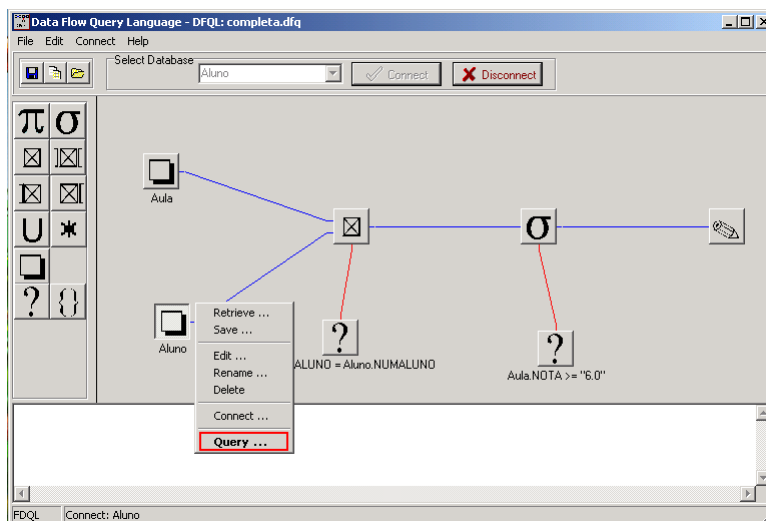 Data Flow Query Language - DFQL: completa.dfq
File Edit Connect Help
Select Database
Aluno
Connect
Disconnect
π σ
U
? {}
Aula
σ
Aluno
Retrieve ...
Save ...
Edit ...
Rename ...
Delete
Connect ...
Query ...
?
ALUNO = Aluno.NUMALUNO
?
Aula.NOTA >= "6.0"
FDQL Connect: Aluno